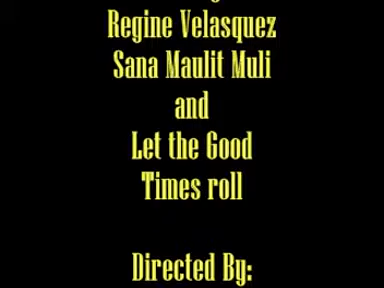 Regine Velasquez
Sana Maulit Muli
and
Let the Good
Times roll
Directed By: